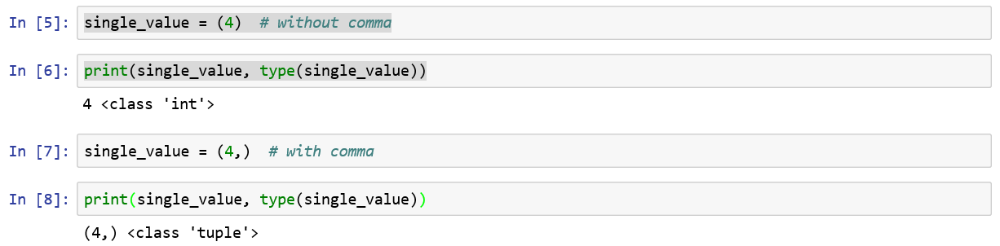 In [5]: single_value = (4)  # without comma
In [6]: print(single_value, type(single_value))
4 <class 'int'>
In [7]: single_value = (4,)  # with comma
In [8]: print(single_value, type(single_value))
(4,) <class 'tuple'>